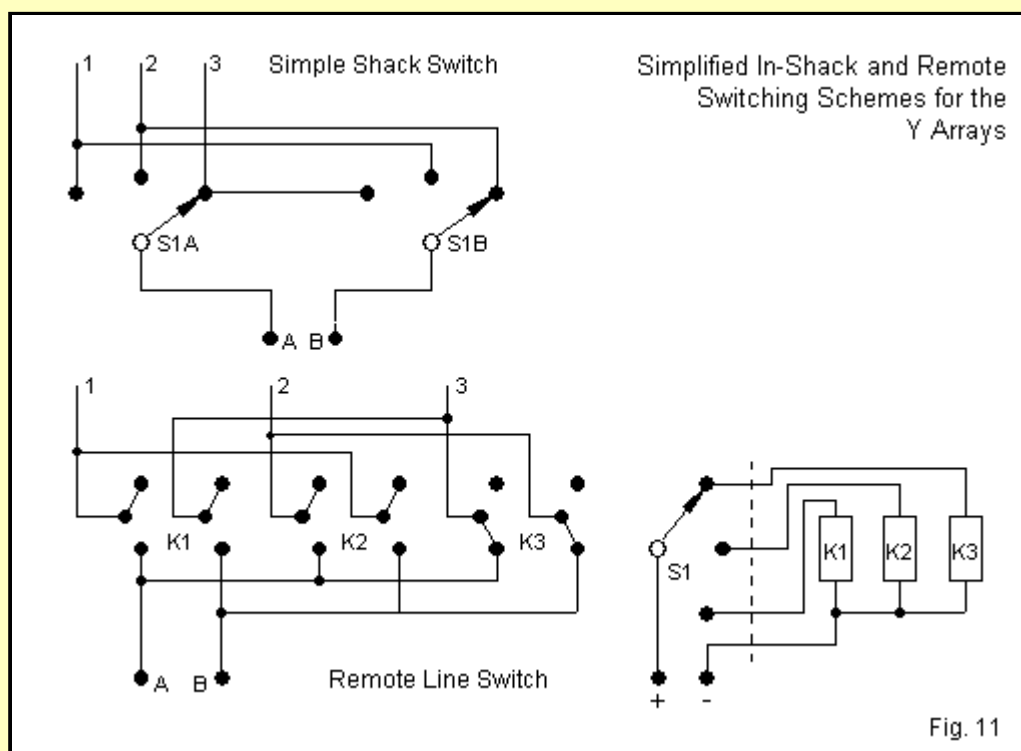 1 2 3 Simple Shack Switch
Simplified In-Shack and Remote
Switching Schemes for the
Y Arrays
S1A S1B
A B
1 2 3
K1 K2 K3
S1 K1 K2 K3
A B Remote Line Switch
+ -
Fig. 11